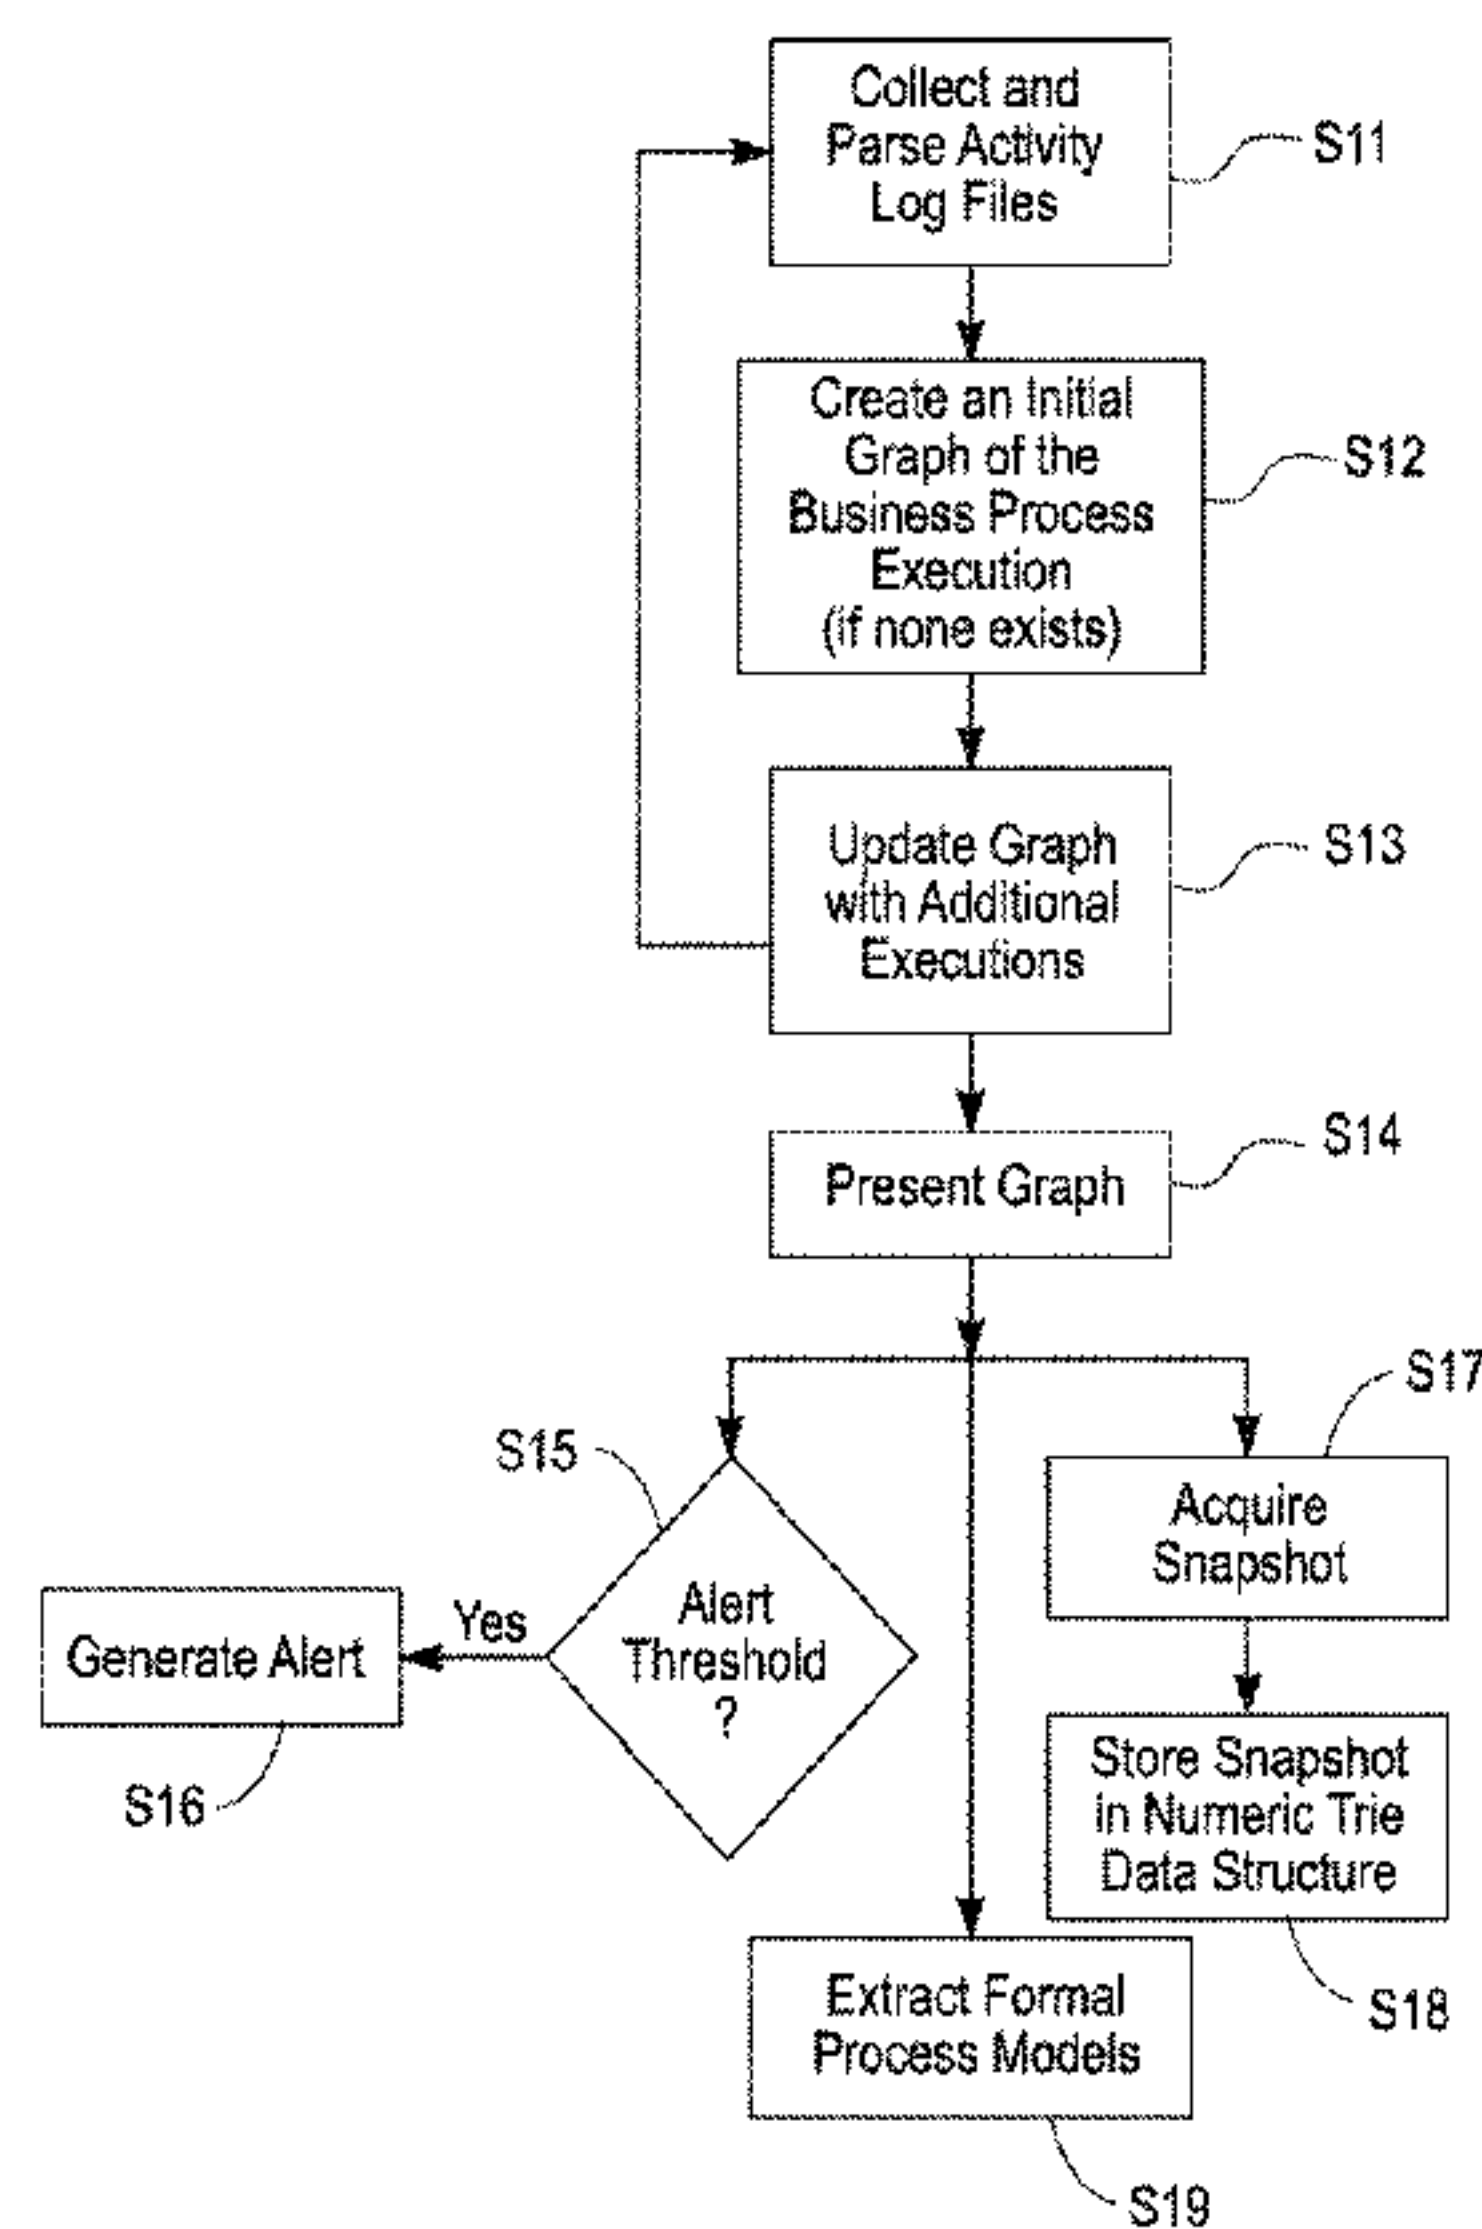 Collect and
Parse Activity
Log Files
S11
Create an Initial
Graph of the
Business Process
Execution
(if none exists)
S12
Update Graph
with Additional
Executions
S13
Present Graph
S14
S15
Alert
Threshold
?
Yes
Generate Alert
S16
S17
Acquire
Snapshot
Store Snapshot
in Numeric Trie
Data Structure
S18
Extract Formal
Process Models
S19